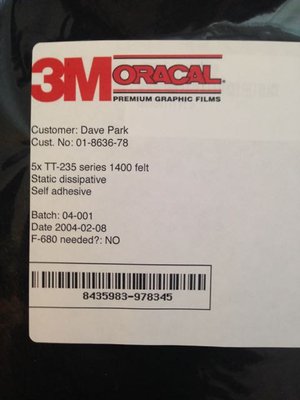 3M ORACAL®
PREMIUM GRAPHIC FILMS
Customer: Dave Park
Cust. No: 01-8636-78
5x TT-235 series 1400 felt
Static dissipative
Self adhesive
Batch: 04-001
Date 2004-02-08
F-680 needed?: NO
8435983-978345